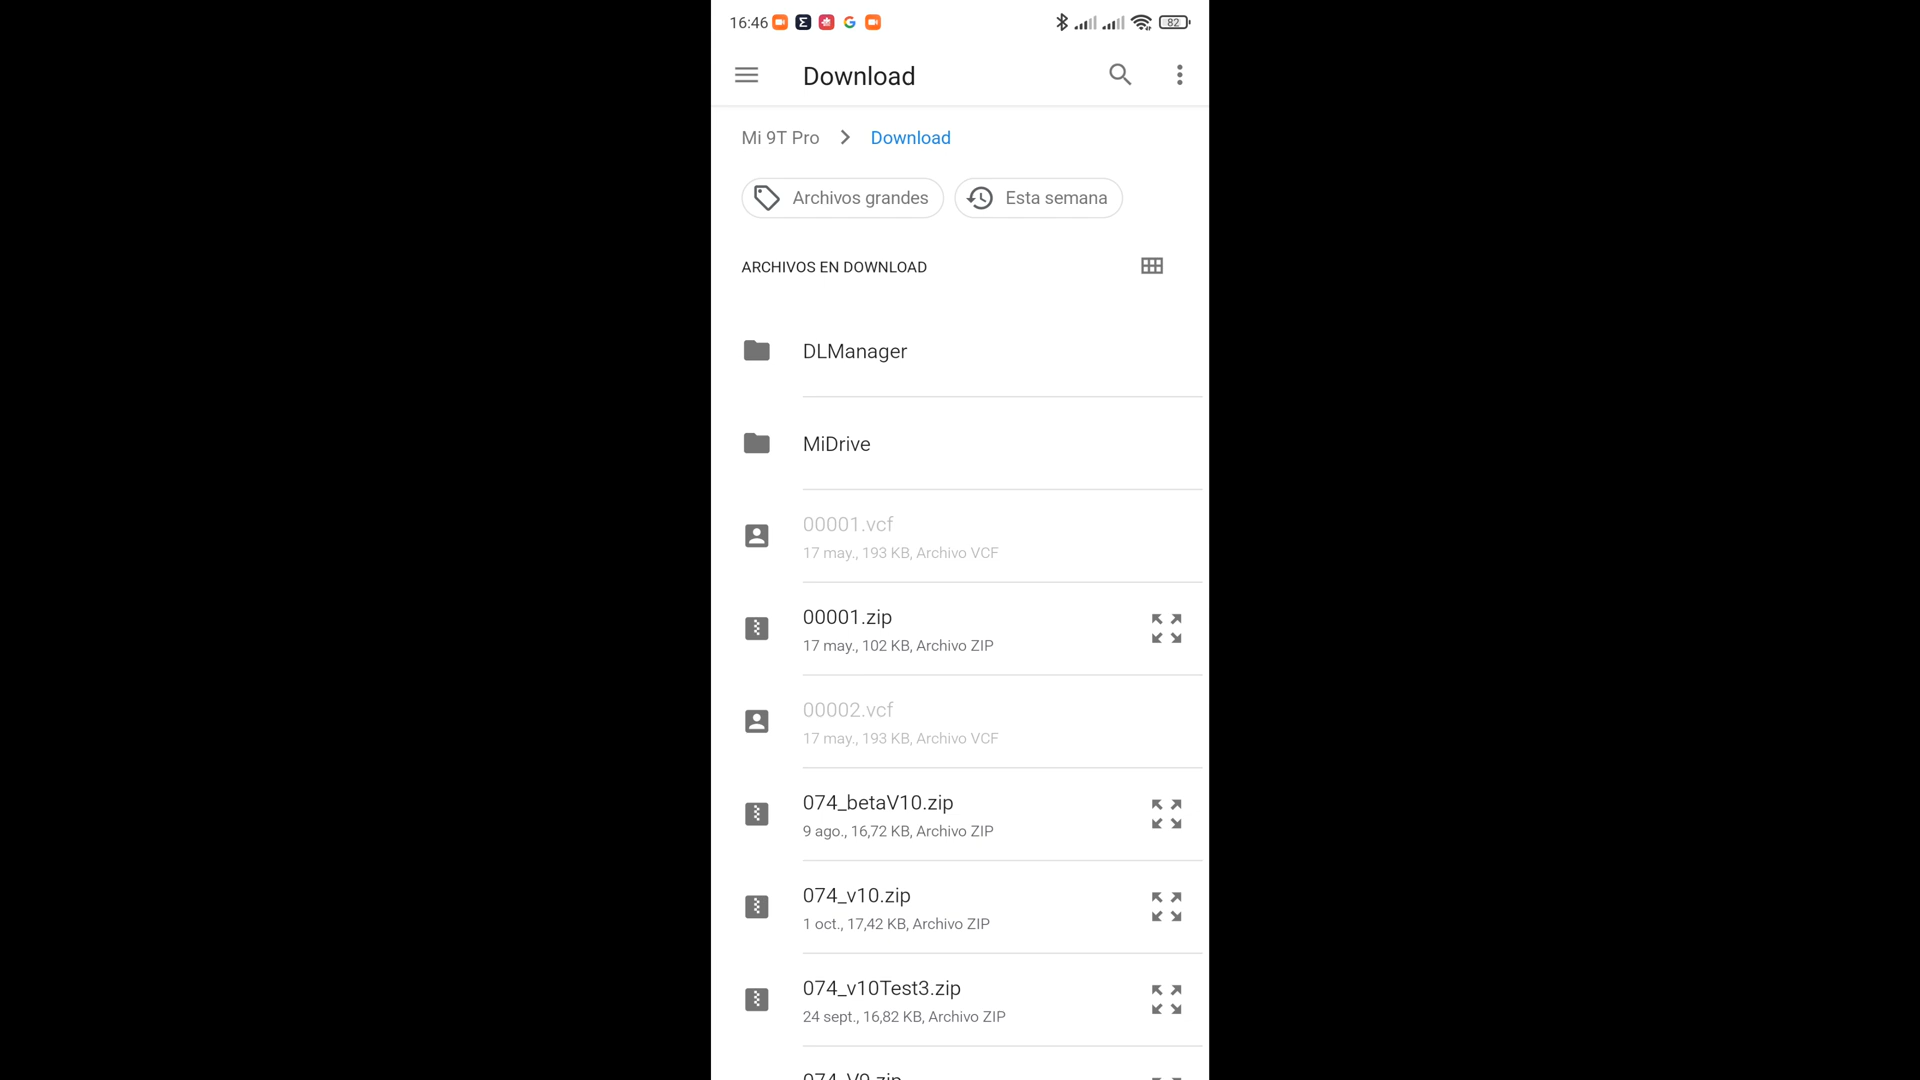 16:46
82
Download
Mi 9T Pro
Download
Archivos grandes
Esta semana
ARCHIVOS EN DOWNLOAD
DLManager
MiDrive
00001.vcf
17 may., 193 KB, Archivo VCF
00001.zip
17 may., 102 KB, Archivo ZIP
00002.vcf
17 may., 193 KB, Archivo VCF
074_betaV10.zip
9 ago., 16,72 KB, Archivo ZIP
074_v10.zip
1 oct., 17,42 KB, Archivo ZIP
074_v10Test3.zip
24 sept., 16,82 KB, Archivo ZIP
074_V9.zip